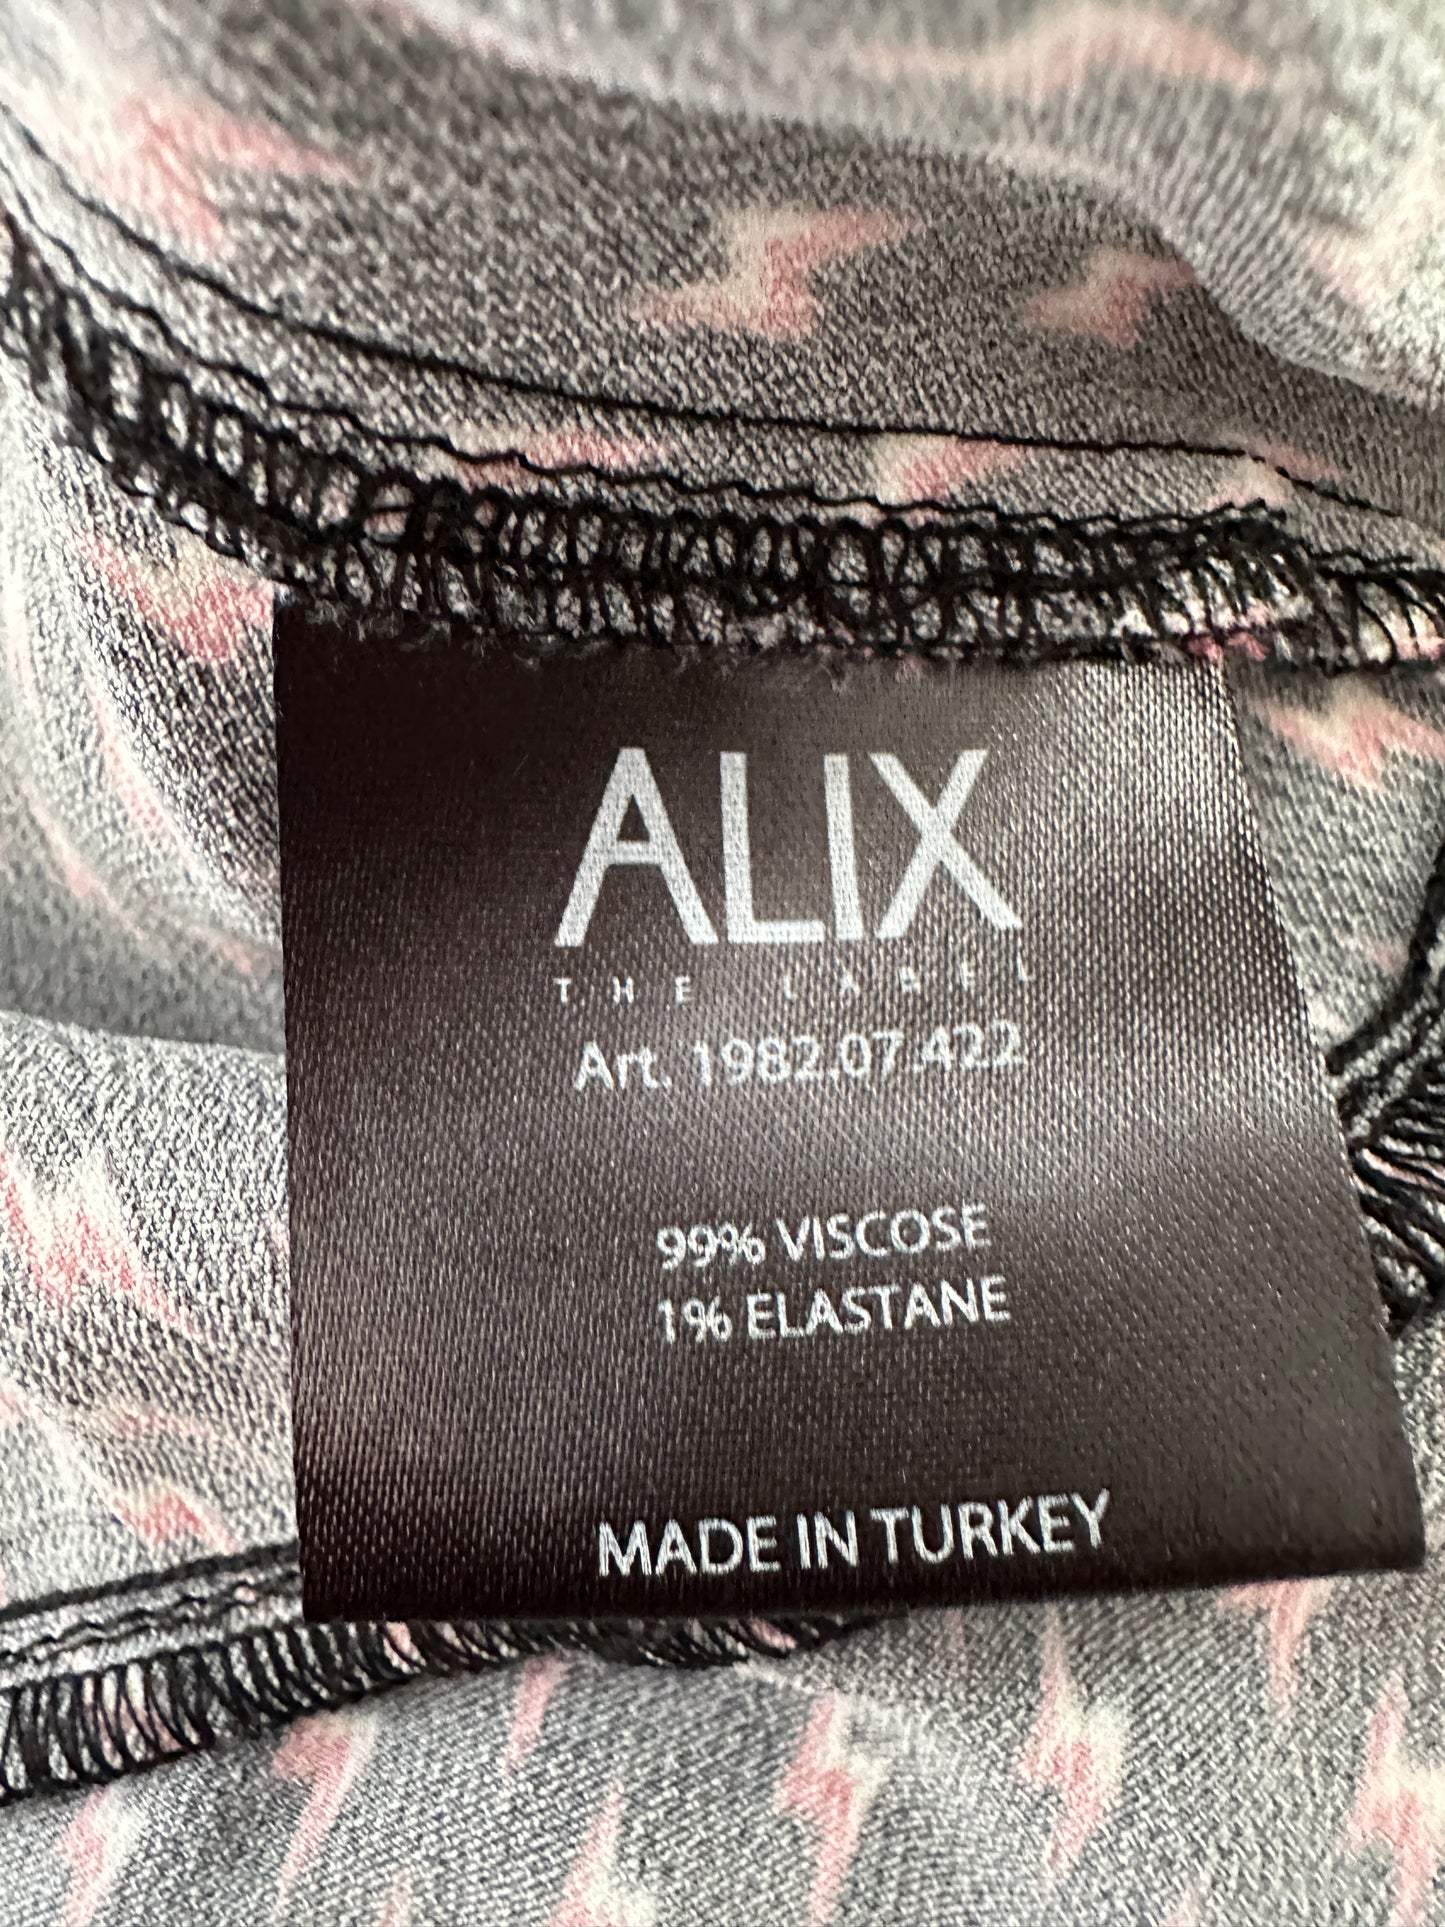 ALIX
THE LABEL
Art. 1982.07.422
99% VISCOSE
1% ELASTANE
MADE IN TURKEY